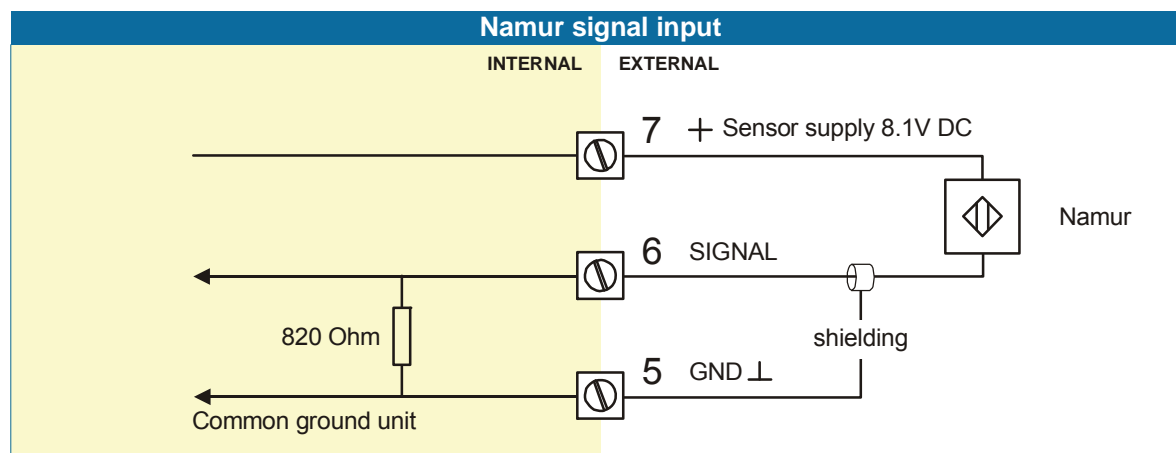 Namur signal input
INTERNAL EXTERNAL
7 + Sensor supply 8.1V DC
Namur
6 SIGNAL
820 Ohm
shielding
5 GND ⊥
Common ground unit